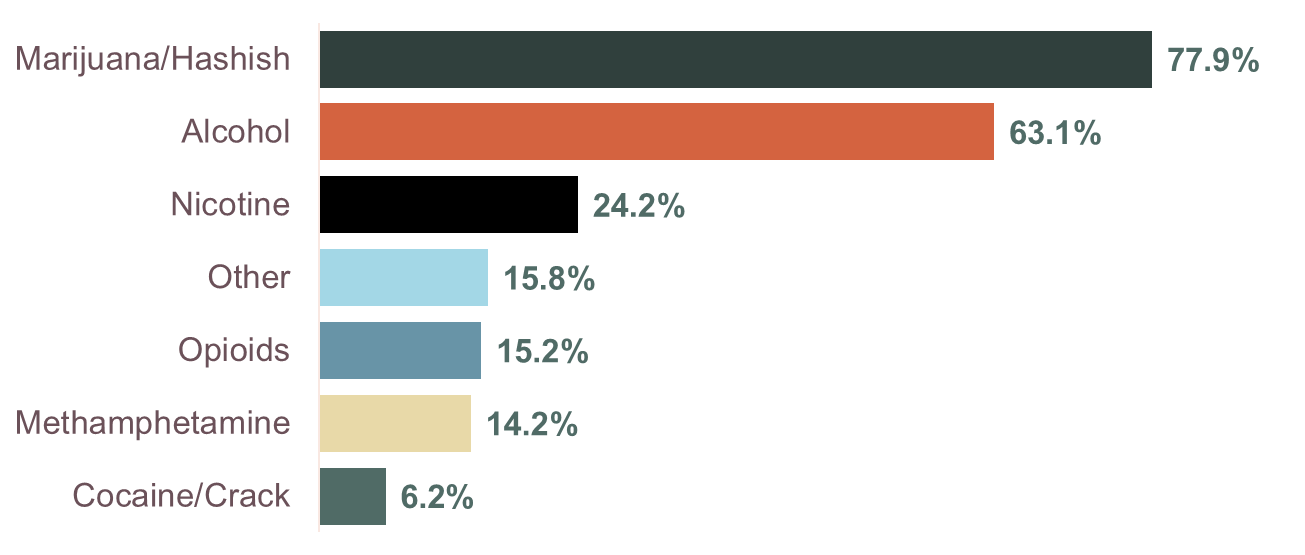 Marijuana/Hashish 77.9%
Alcohol 63.1%
Nicotine 24.2%
Other 15.8%
Opioids 15.2%
Methamphetamine 14.2%
Cocaine/Crack 6.2%